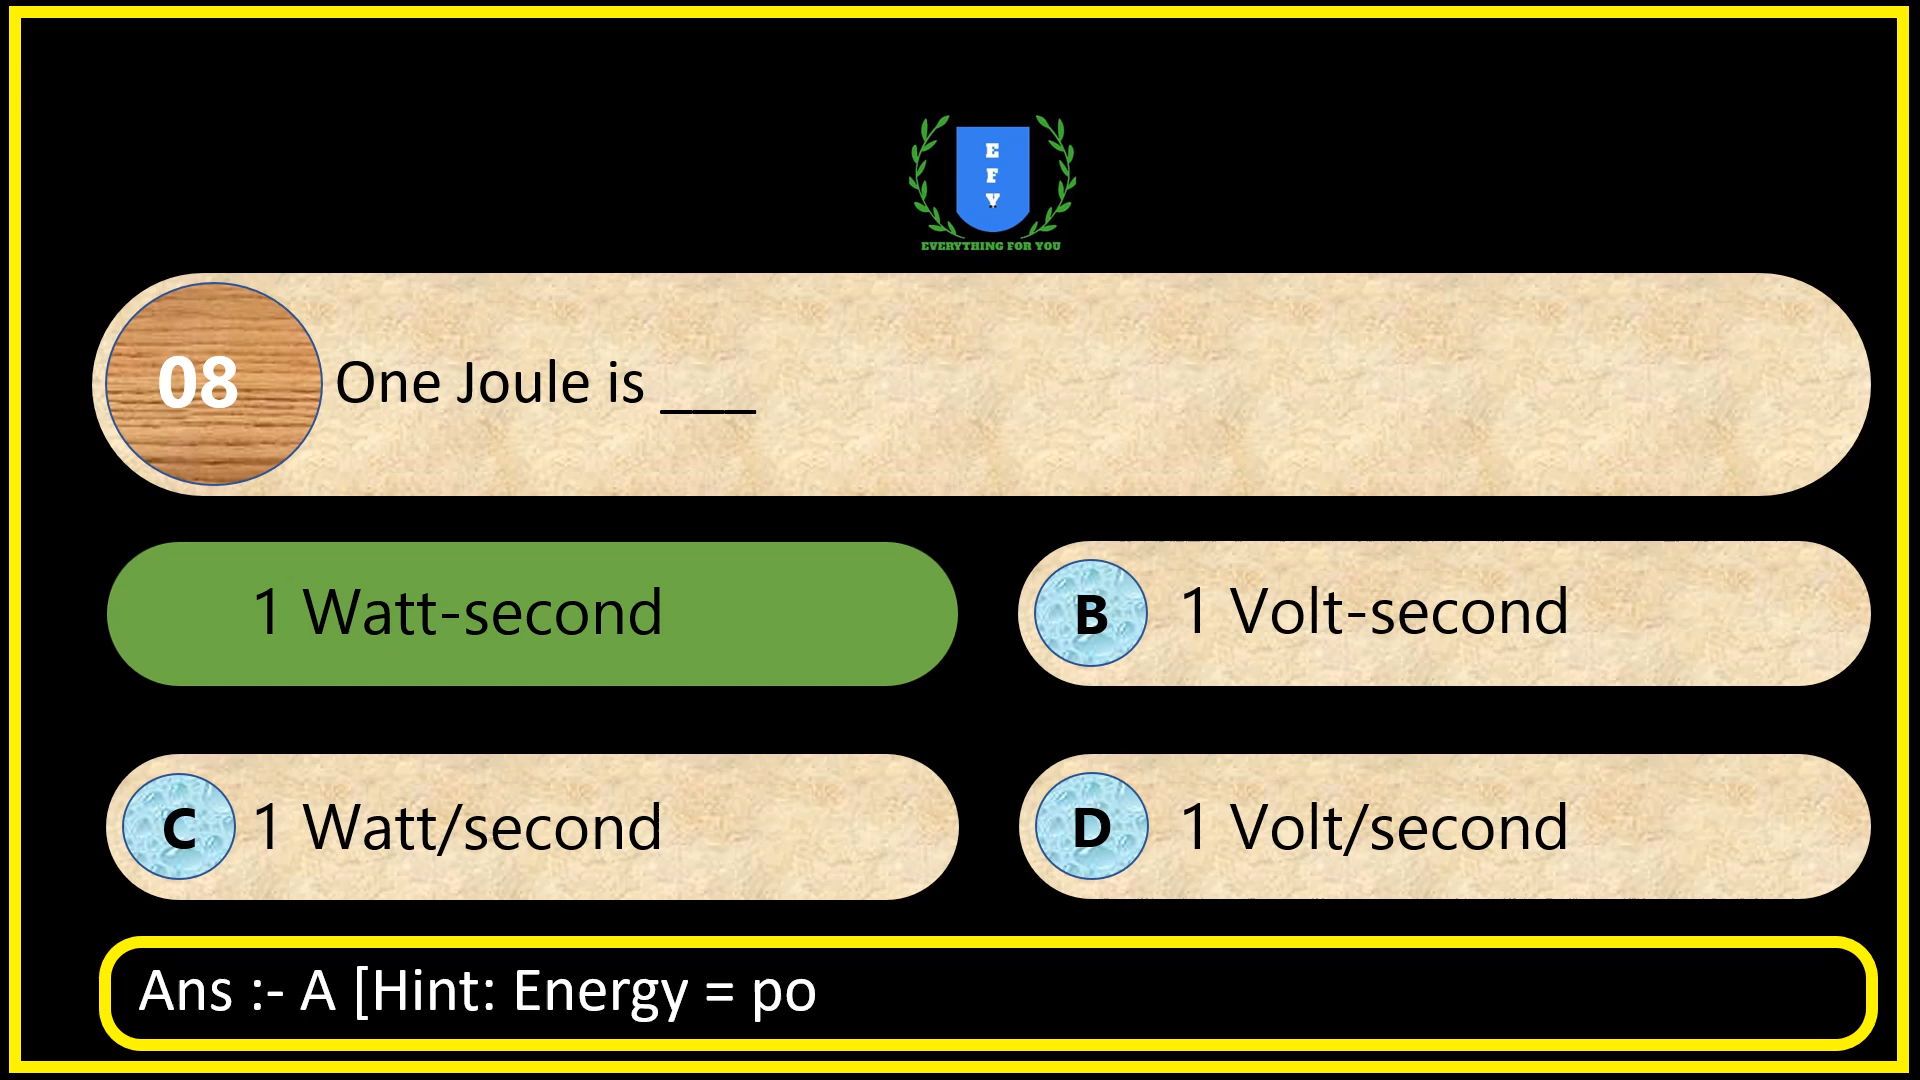 E
F
Y
EVERYTHING FOR YOU
08
One Joule is ___
1 Watt-second
B
1 Volt-second
C
1 Watt/second
D
1 Volt/second
Ans :- A [Hint: Energy = po